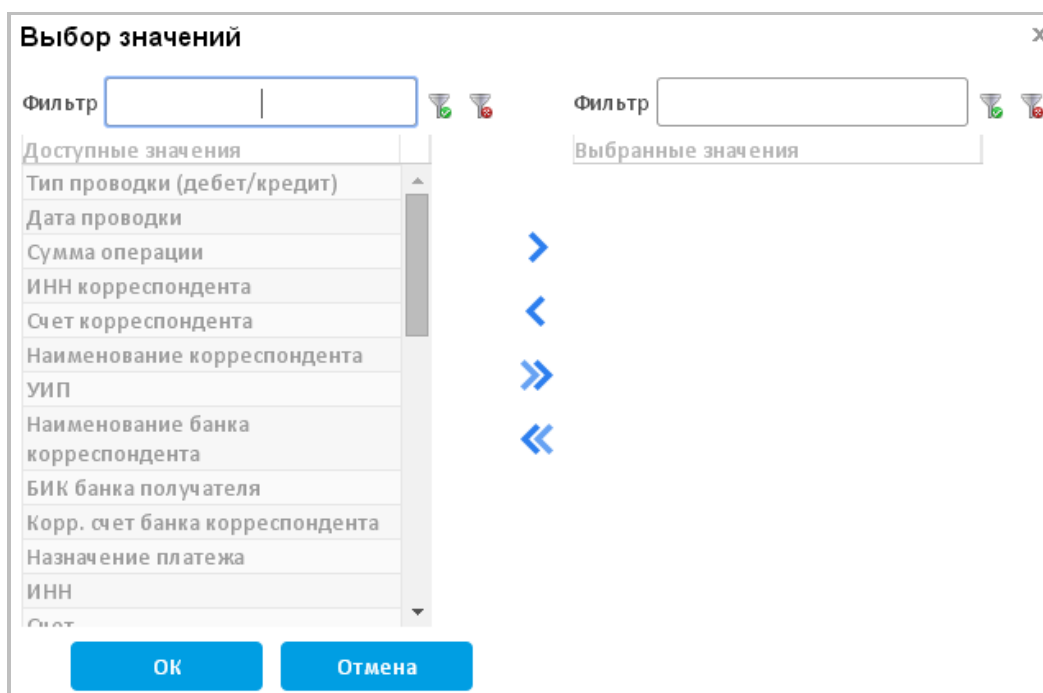 Выбор значений
x
Фильтр
Фильтр
Доступные значения
Выбранные значения
Тип проводки (дебет/кредит)
Дата проводки
Сумма операции
ИНН корреспондента
Счет корреспондента
Наименование корреспондента
УИП
Наименование банка
корреспондента
БИК банка получателя
Корр. счет банка корреспондента
Назначение платежа
ИНН
Счет
ОК
Отмена